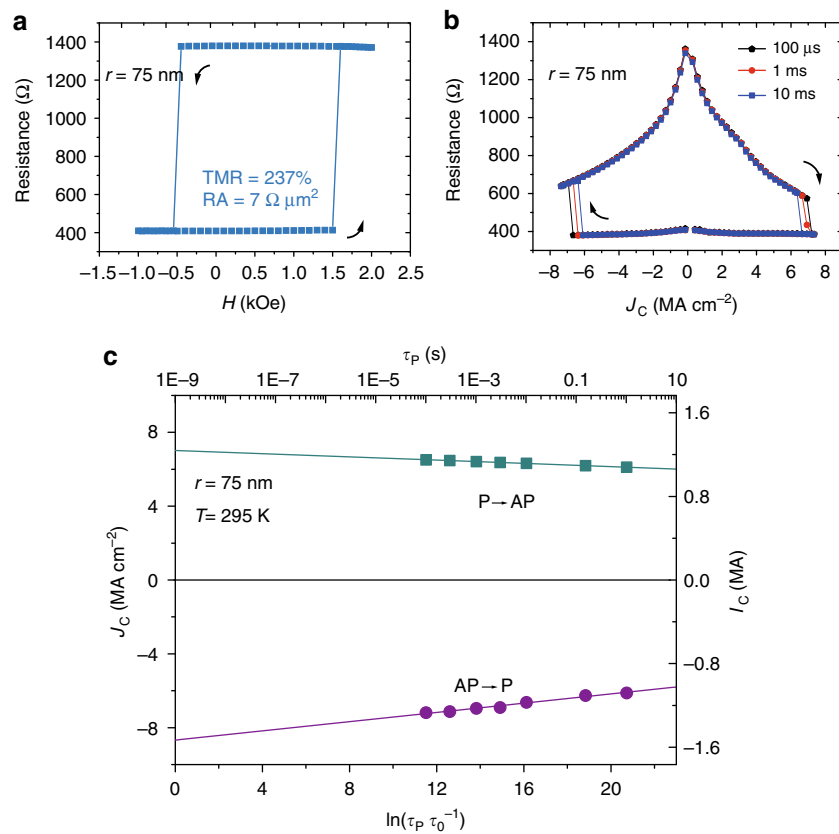 a
1400
1200
1000
800
600
400
Resistance (Ω)
r = 75 nm
TMR = 237%
RA = 7 Ω μm²
–1.5 –1.0 –0.5 0 0.5 1.0 1.5 2.0 2.5
H (kOe)
b
1400
1200
1000
800
600
400
Resistance (Ω)
r = 75 nm
100 μs
1 ms
10 ms
–8 –6 –4 –2 0 2 4 6 8
J_C (MA cm⁻²)
c
τ_P (s)
1E–9 1E–7 1E–5 1E–3 0.1 10
8
4
0
–4
–8
J_C (MA cm⁻²)
r = 75 nm
T= 295 K
P→AP
AP→P
1.6
0.8
0.0
–0.8
–1.6
I_C (MA)
0 4 8 12 16 20
ln(τ_P τ₀⁻¹)